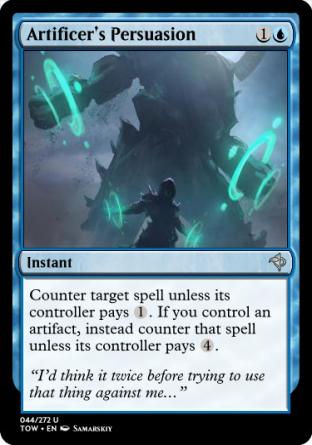 Artificer's Persuasion 1
Instant
Counter target spell unless its
controller pays 1. If you control an
artifact, instead counter that spell
unless its controller pays 4.
“I'd think it twice before trying to use
that thing against me…”
044/272 U
TOW • EN SAMARSKIY